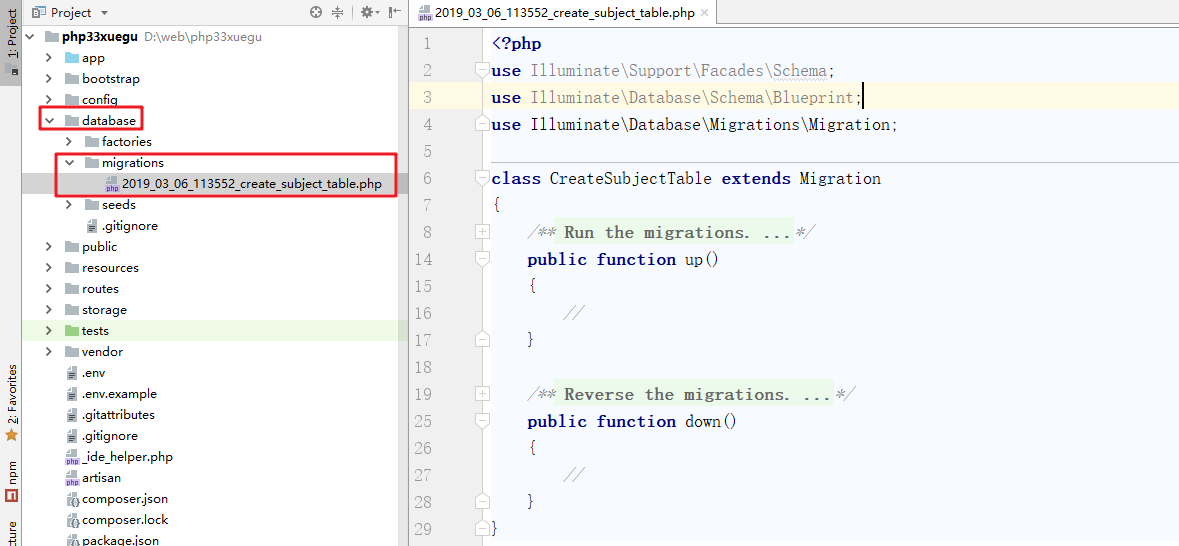 1: Project
2: Favorites
npm
cture
Project
php33xuegu D:\web\php33xuegu
app
bootstrap
config
database
factories
migrations
2019_03_06_113552_create_subject_table.php
seeds
.gitignore
public
resources
routes
storage
tests
vendor
.env
.env.example
.gitattributes
.gitignore
_ide_helper.php
artisan
composer.json
composer.lock
package.json
2019_03_06_113552_create_subject_table.php
1 <?php
2 use Illuminate\Support\Facades\Schema;
3 use Illuminate\Database\Schema\Blueprint;
4 use Illuminate\Database\Migrations\Migration;
5
6 class CreateSubjectTable extends Migration
7 {
8 /** Run the migrations. ...*/
14 public function up()
15 {
16 //
17 }
18
19 /** Reverse the migrations. ...*/
25 public function down()
26 {
27 //
28 }
29 }